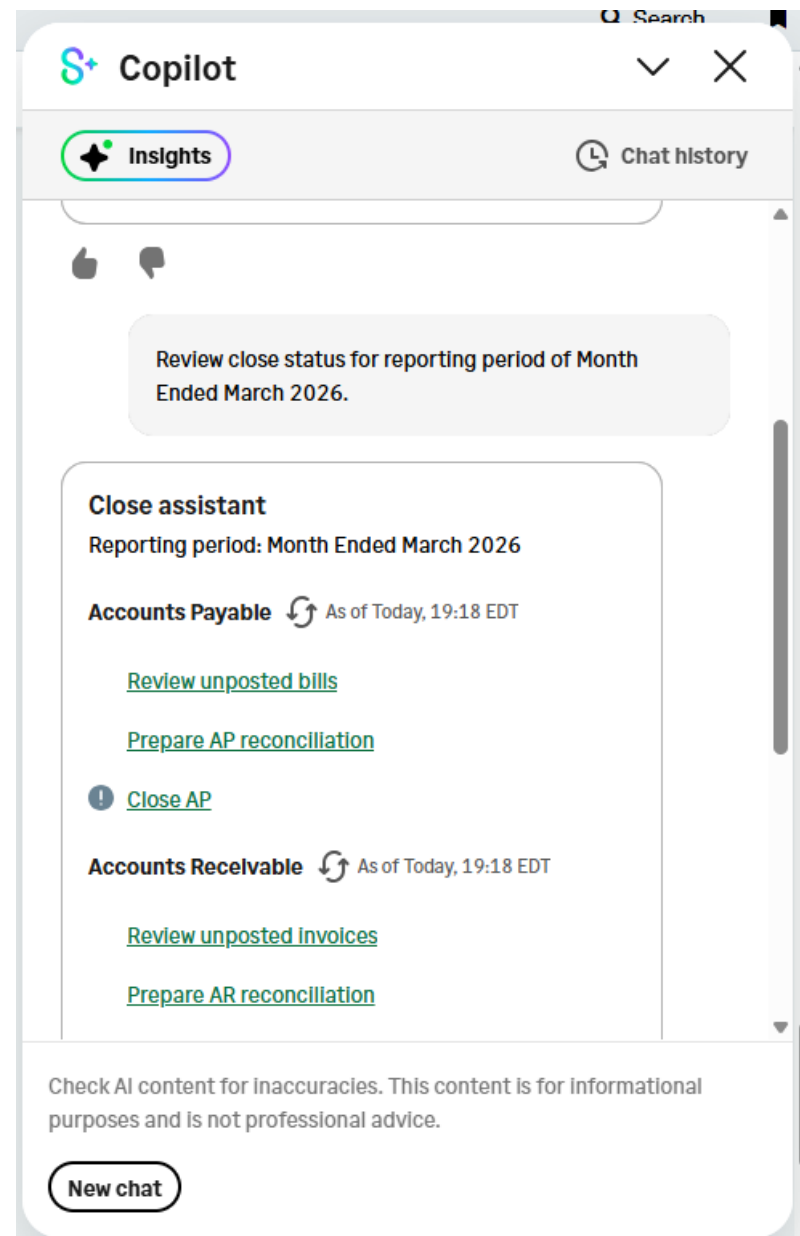 Search
Copilot
Insights
Chat history
Review close status for reporting period of Month
Ended March 2026.
Close assistant
Reporting period: Month Ended March 2026
Accounts Payable As of Today, 19:18 EDT
Review unposted bills
Prepare AP reconciliation
Close AP
Accounts Receivable As of Today, 19:18 EDT
Review unposted invoices
Prepare AR reconciliation
Check AI content for inaccuracies. This content is for informational
purposes and is not professional advice.
New chat